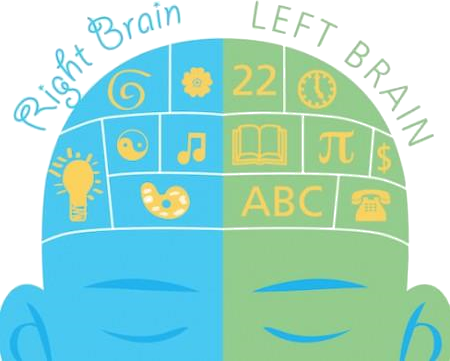 Right Brain
LEFT BRAIN
22
π
$
ABC